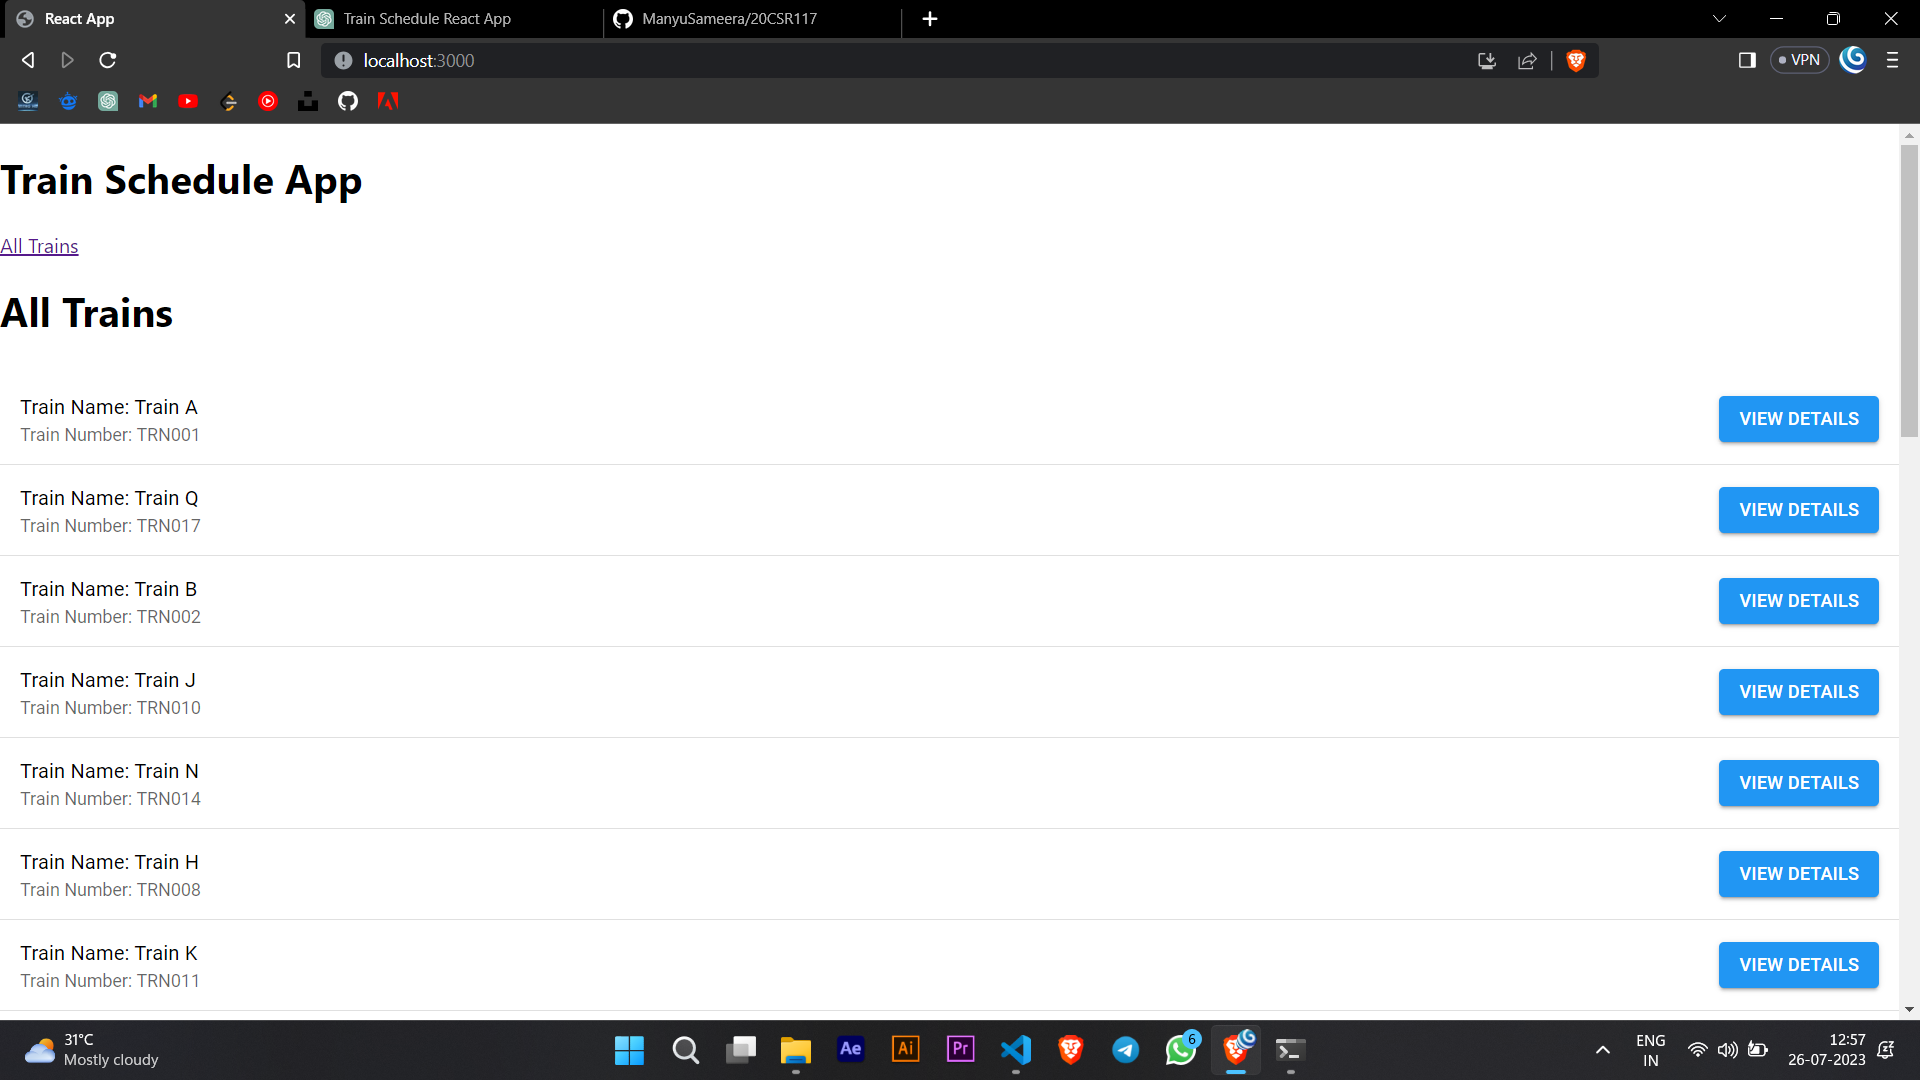 React App
Train Schedule React App
ManyuSameera/20CSR117
localhost:3000
VPN
Train Schedule App
All Trains
All Trains
Train Name: Train A
Train Number: TRN001
VIEW DETAILS
Train Name: Train Q
Train Number: TRN017
VIEW DETAILS
Train Name: Train B
Train Number: TRN002
VIEW DETAILS
Train Name: Train J
Train Number: TRN010
VIEW DETAILS
Train Name: Train N
Train Number: TRN014
VIEW DETAILS
Train Name: Train H
Train Number: TRN008
VIEW DETAILS
Train Name: Train K
Train Number: TRN011
VIEW DETAILS
31°C
Mostly cloudy
Ae
Ai
Pr
6
ENG
IN
12:57
26-07-2023